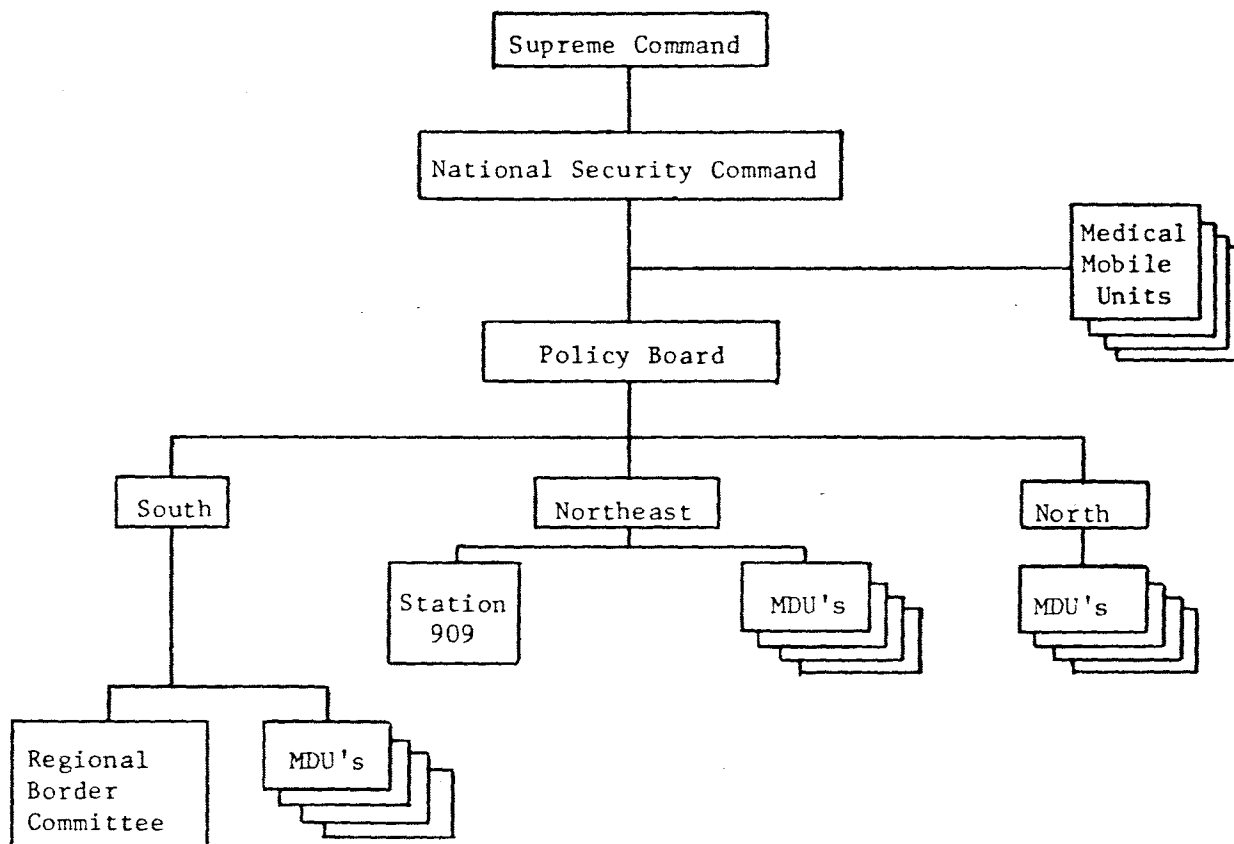 Supreme Command
National Security Command
Medical
Mobile
Units
Policy Board
South
Northeast
North
Station
909
MDU's
MDU's
Regional
Border
Committee
MDU's